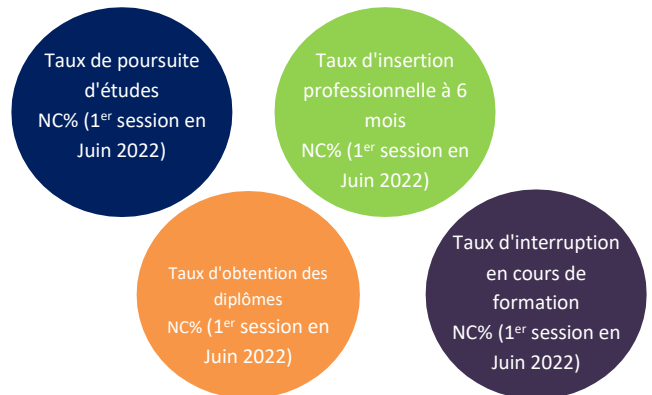 Taux de poursuite
d'études
NC% (1er session en
Juin 2022)
Taux d'insertion
professionnelle à 6
mois
NC% (1er session en
Juin 2022)
Taux d'obtention des
diplômes
NC% (1er session en
Juin 2022)
Taux d'interruption
en cours de
formation
NC% (1er session en
Juin 2022)